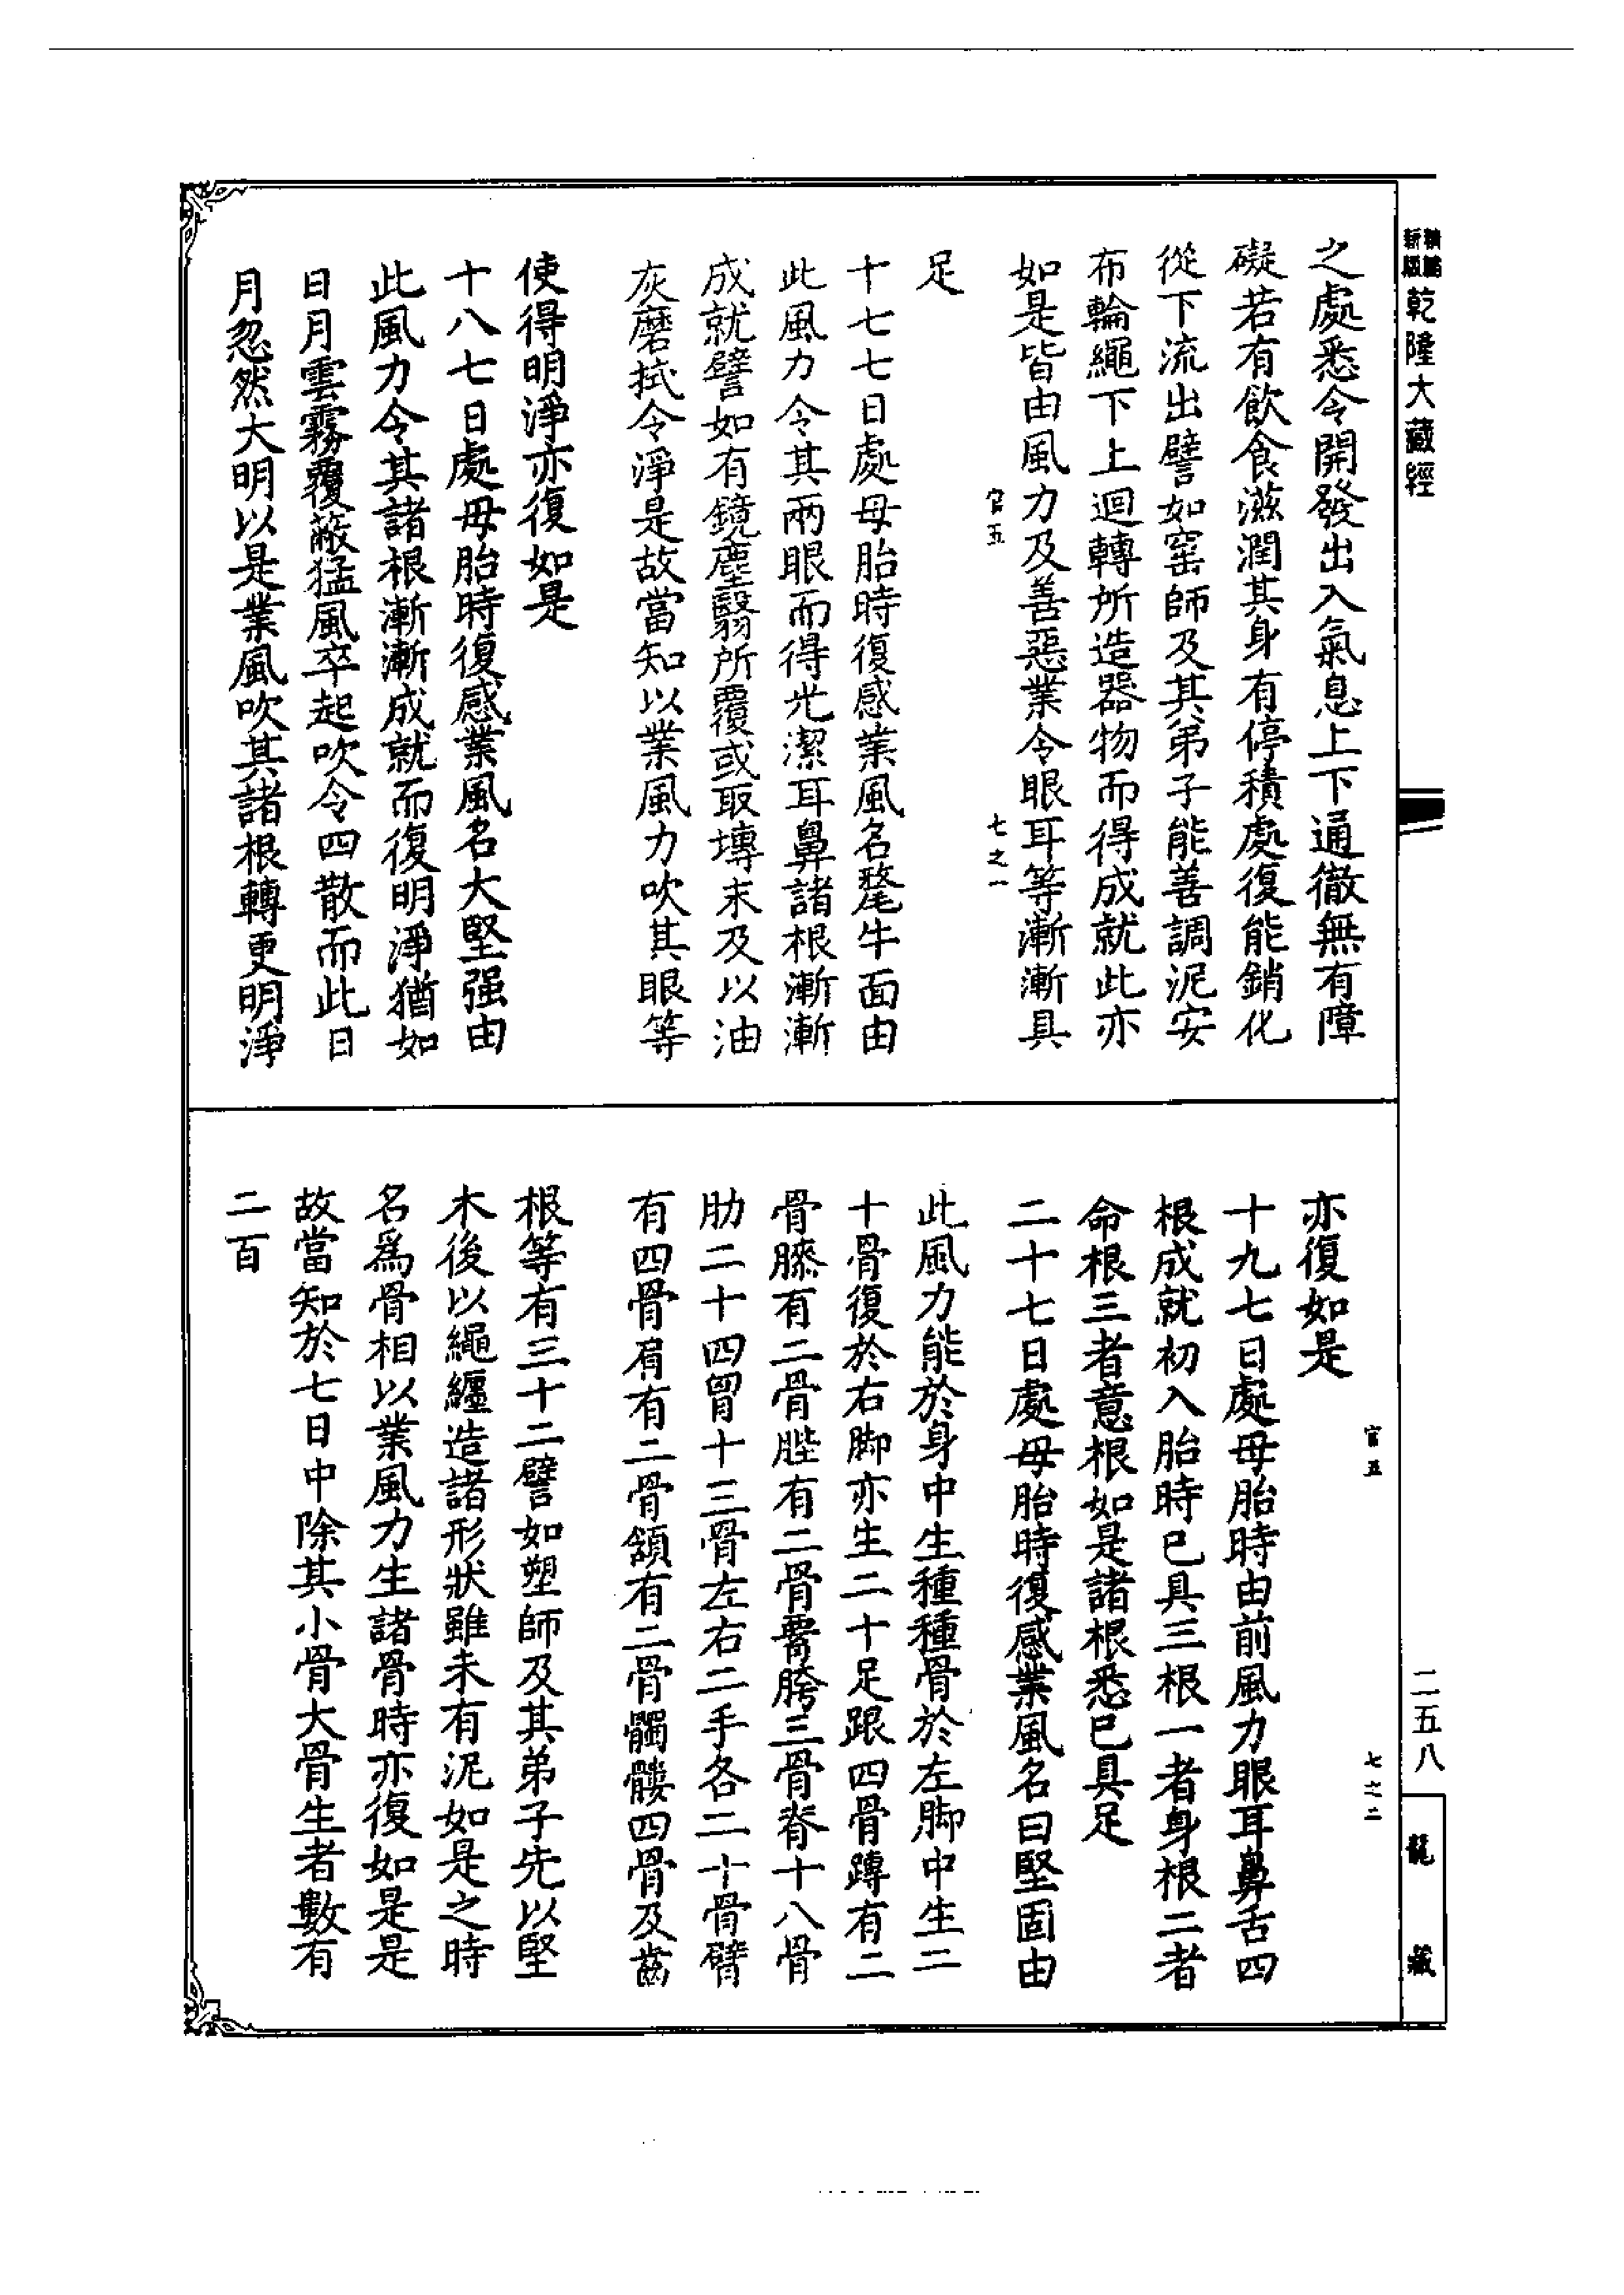 新編縮版乾隆大藏經
之處悉令開發出入氣息上下通徹無有障
礙若有飲食滋潤其身有停積處復能銷化
從下流出譬如窑師及其弟子能善調泥安
布輪繩下上迴轉所造器物而得成就此亦
如是皆由風力及善惡業令眼耳等漸漸具
官五 七之一
足
十七七日處母胎時復感業風名犛牛面由
此風力令其兩眼而得光潔耳鼻諸根漸漸
成就譬如有鏡塵翳所覆或取塼末及以油
灰磨拭令淨是故當知以業風力吹其眼等
使得明淨亦復如是
十八七日處母胎時復感業風名大堅强由
此風力令其諸根漸漸成就而復明淨猶如
日月雲霧覆蔽猛風卒起吹令四散而此日
月忽然大明以是業風吹其諸根轉更明淨
官五 七之二
亦復如是
十九七日處母胎時由前風力眼耳鼻舌四
根成就初入胎時已具三根一者身根二者
命根三者意根如是諸根悉已具足
二十七日處母胎時復感業風名曰堅固由
此風力能於身中生種種骨於左脚中生二
十骨復於右脚亦生二十足跟四骨䏝有二
骨膝有二骨䏶有二骨𦝫胯三骨脊十八骨
肋二十四胷十三骨左右二手各二十骨臂
有四骨肩有二骨頷有二骨髑髏四骨及齒
根等有三十二譬如塑師及其弟子先以堅
木後以繩纏造諸形狀雖未有泥如是之時
名為骨相以業風力生諸骨時亦復如是是
故當知於七日中除其小骨大骨生者數有
二百
二五八
龍藏